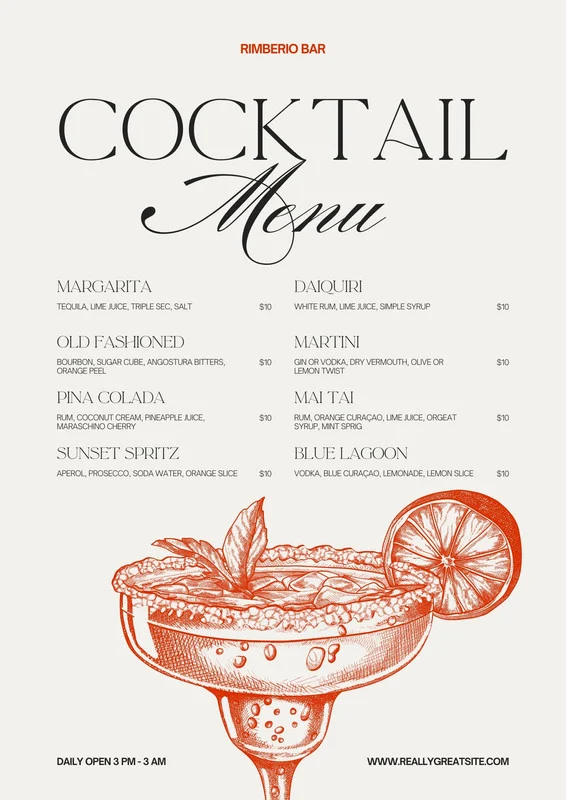 RIMBERIO BAR
COCKTAIL
Menu
MARGARITA
TEQUILA, LIME JUICE, TRIPLE SEC, SALT $10
OLD FASHIONED
BOURBON, SUGAR CUBE, ANGOSTURA BITTERS, $10
ORANGE PEEL
PINA COLADA
RUM, COCONUT CREAM, PINEAPPLE JUICE, $10
MARASCHINO CHERRY
SUNSET SPRITZ
APEROL, PROSECCO, SODA WATER, ORANGE SLICE $10
DAIQUIRI
WHITE RUM, LIME JUICE, SIMPLE SYRUP $10
MARTINI
GIN OR VODKA, DRY VERMOUTH, OLIVE OR $10
LEMON TWIST
MAI TAI
RUM, ORANGE CURAÇAO, LIME JUICE, ORGEAT $10
SYRUP, MINT SPRIG
BLUE LAGOON
VODKA, BLUE CURAÇAO, LEMONADE, LEMON SLICE $10
DAILY OPEN 3 PM - 3 AM
WWW.REALLYGREATSITE.COM